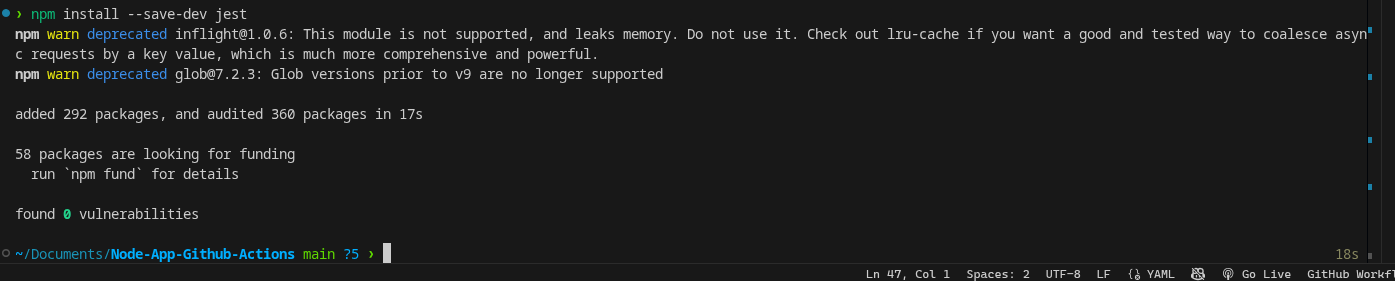 ❯ npm install --save-dev jest
npm warn deprecated inflight@1.0.6: This module is not supported, and leaks memory. Do not use it. Check out lru-cache if you want a good and tested way to coalesce asyn
c requests by a key value, which is much more comprehensive and powerful.
npm warn deprecated glob@7.2.3: Glob versions prior to v9 are no longer supported
added 292 packages, and audited 360 packages in 17s
58 packages are looking for funding
run `npm fund` for details
found 0 vulnerabilities
~/Documents/Node-App-Github-Actions main ?5 ❯ 18s
Ln 47, Col 1 Spaces: 2 UTF-8 LF {} YAML Go Live GitHub Workfl